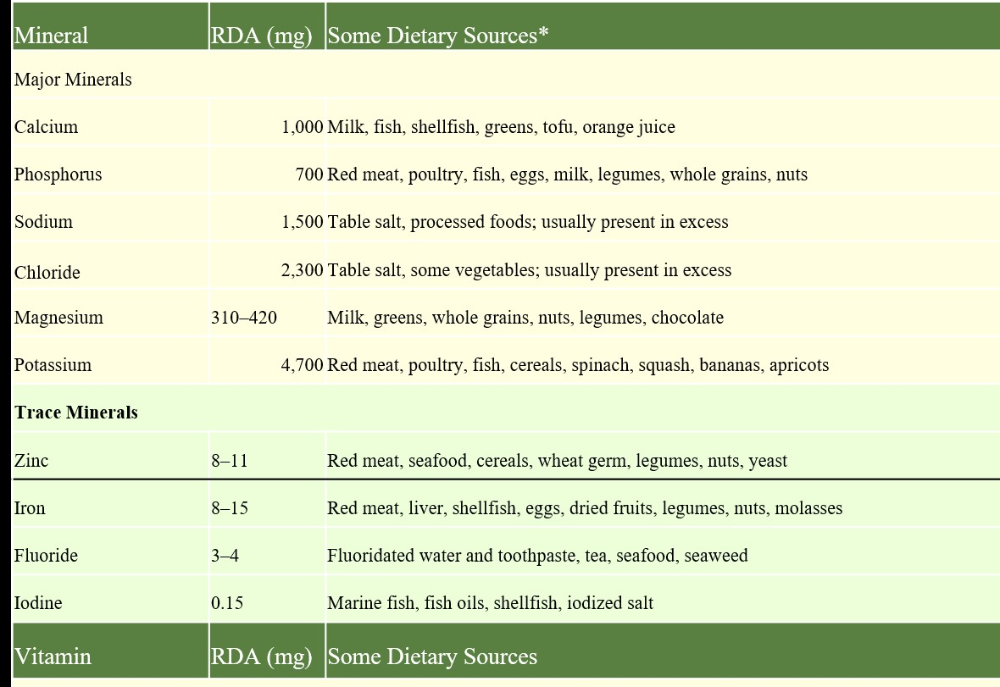 Mineral RDA (mg) Some Dietary Sources*
Major Minerals
Calcium 1,000 Milk, fish, shellfish, greens, tofu, orange juice
Phosphorus 700 Red meat, poultry, fish, eggs, milk, legumes, whole grains, nuts
Sodium 1,500 Table salt, processed foods; usually present in excess
Chloride 2,300 Table salt, some vegetables; usually present in excess
Magnesium 310–420 Milk, greens, whole grains, nuts, legumes, chocolate
Potassium 4,700 Red meat, poultry, fish, cereals, spinach, squash, bananas, apricots
Trace Minerals
Zinc 8–11 Red meat, seafood, cereals, wheat germ, legumes, nuts, yeast
Iron 8–15 Red meat, liver, shellfish, eggs, dried fruits, legumes, nuts, molasses
Fluoride 3–4 Fluoridated water and toothpaste, tea, seafood, seaweed
Iodine 0.15 Marine fish, fish oils, shellfish, iodized salt
Vitamin RDA (mg) Some Dietary Sources